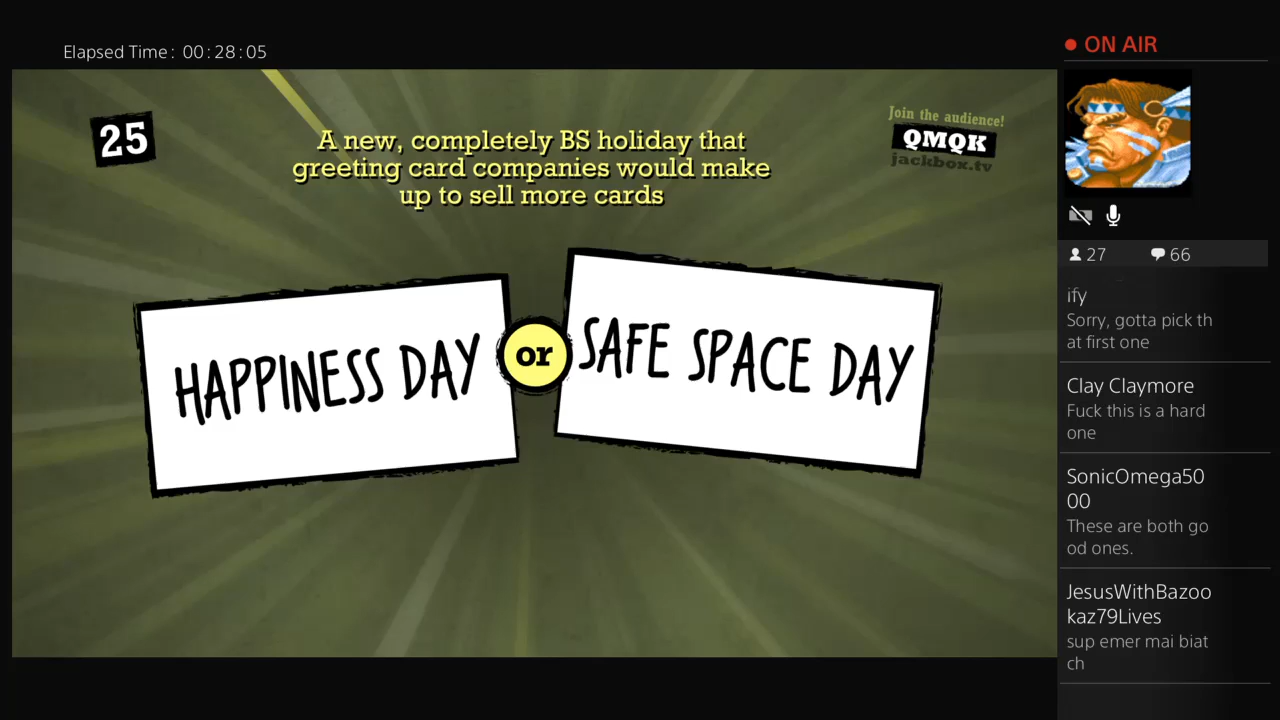 Elapsed Time: 00:28:05
ON AIR
25
A new, completely BS holiday that
greeting card companies would make
up to sell more cards
Join the audience!
QMQK
jackbox.tv
HAPPINESS DAY
or
SAFE SPACE DAY
27
66
ify
Sorry, gotta pick th
at first one
Clay Claymore
Fuck this is a hard
one
SonicOmega50
00
These are both go
od ones.
JesusWithBazoo
kaz79Lives
sup emer mai biat
ch